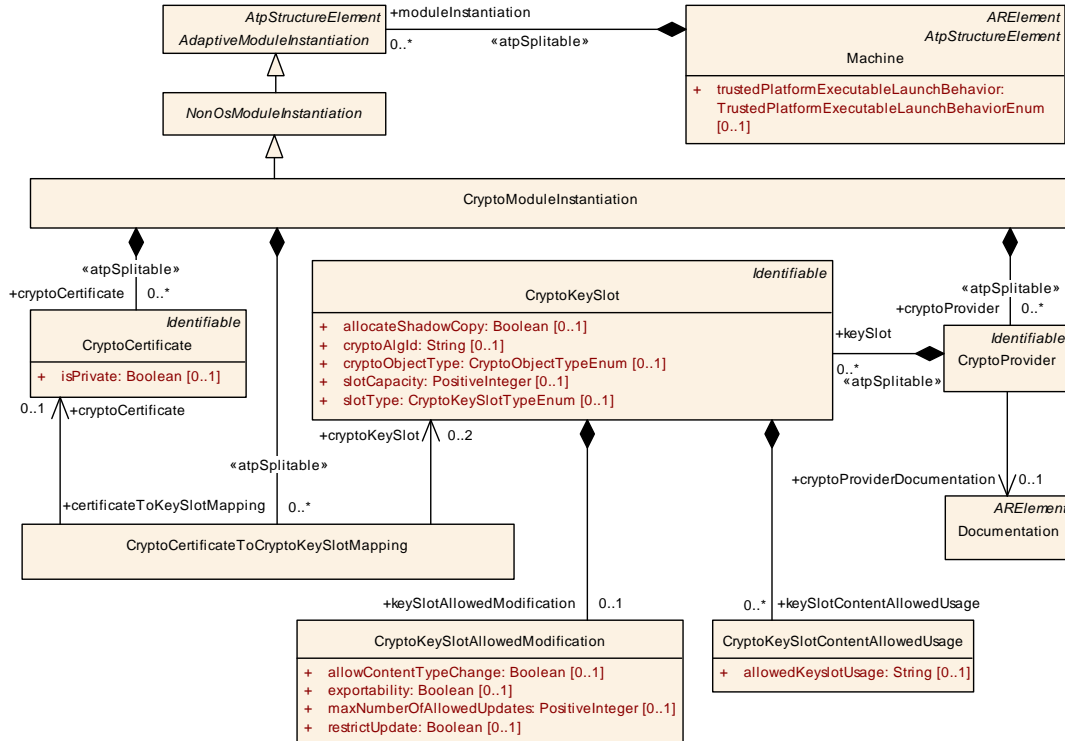 AtpStructureElement
AdaptiveModuleInstantiation
+moduleInstantiation
0..*
«atpSplitable»
ARElement
AtpStructureElement
Machine
+ trustedPlatformExecutableLaunchBehavior:
TrustedPlatformExecutableLaunchBehaviorEnum
[0..1]
NonOsModuleInstantiation
CryptoModuleInstantiation
«atpSplitable»
+cryptoCertificate
0..*
Identifiable
CryptoCertificate
+ isPrivate: Boolean [0..1]
0..1
+cryptoCertificate
«atpSplitable»
+certificateToKeySlotMapping
0..*
CryptoCertificateToCryptoKeySlotMapping
Identifiable
CryptoKeySlot
+ allocateShadowCopy: Boolean [0..1]
+ cryptoAlgId: String [0..1]
+ cryptoObjectType: CryptoObjectTypeEnum [0..1]
+ slotCapacity: PositiveInteger [0..1]
+ slotType: CryptoKeySlotTypeEnum [0..1]
+cryptoKeySlot
0..2
«atpSplitable»
+cryptoProvider
0..*
+keySlot
0..*
«atpSplitable»
Identifiable
CryptoProvider
+cryptoProviderDocumentation
0..1
ARElement
Documentation
+keySlotAllowedModification
0..1
0..*
+keySlotContentAllowedUsage
CryptoKeySlotAllowedModification
+ allowContentTypeChange: Boolean [0..1]
+ exportability: Boolean [0..1]
+ maxNumberOfAllowedUpdates: PositiveInteger [0..1]
+ restrictUpdate: Boolean [0..1]
CryptoKeySlotContentAllowedUsage
+ allowedKeyslotUsage: String [0..1]